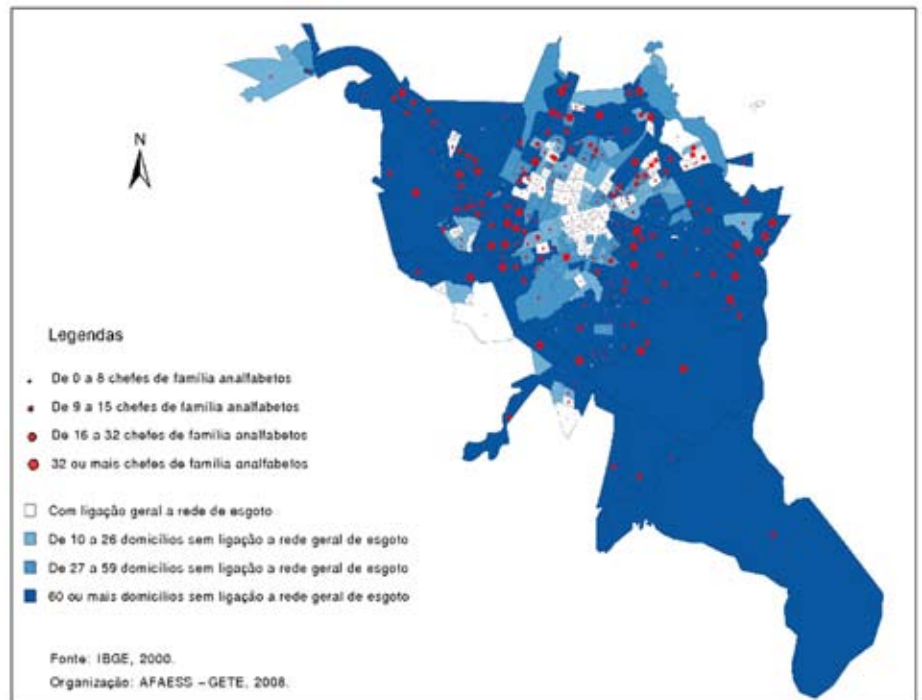 N
Legendas
De 0 a 8 chefes de família analfabetos
De 9 a 15 chefes de família analfabetos
De 16 a 32 chefes de família analfabetos
32 ou mais chefes de família analfabetos
Com ligação geral a rede de esgoto
De 10 a 26 domicílios sem ligação a rede geral de esgoto
De 27 a 59 domicílios sem ligação a rede geral de esgoto
60 ou mais domicílios sem ligação a rede geral de esgoto
Fonte: IBGE, 2000.
Organização: AFAESS – GETE, 2008.